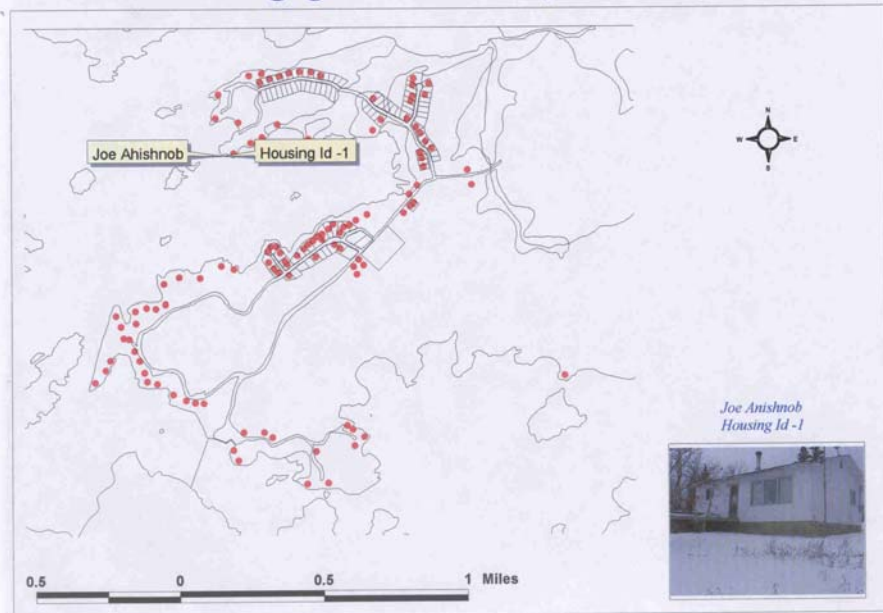 N
W E
S
Joe Ahishnob
Housing Id -1
Joe Anishnob
Housing Id -1
0.5 0 0.5 1 Miles